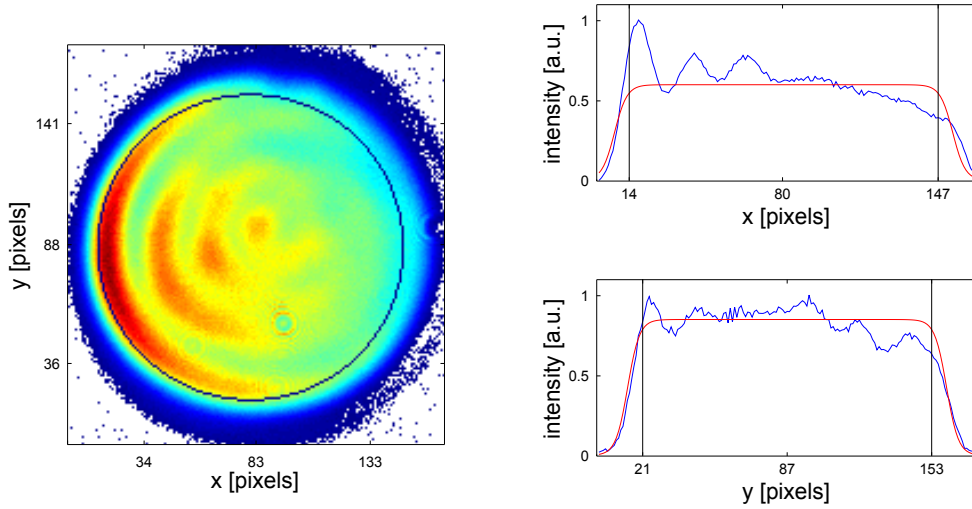 141
88
36
y [pixels]
34 83 133
x [pixels]
1
0.5
0
intensity [a.u.]
14 80 147
x [pixels]
1
0.5
0
intensity [a.u.]
21 87 153
y [pixels]